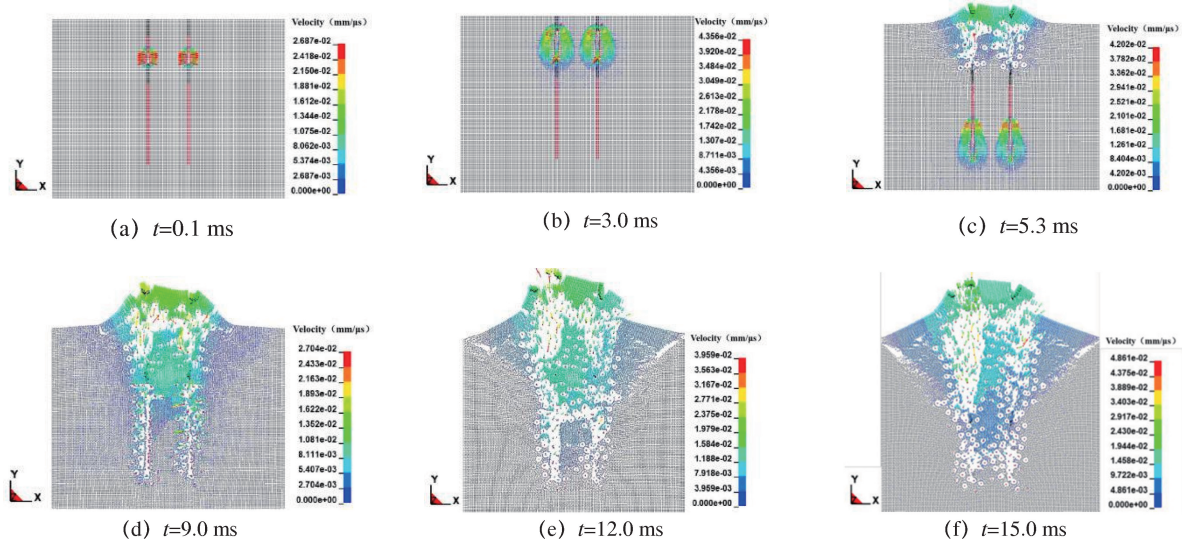 Velocity (mm/μs)
2.687e-02
2.418e-02
2.150e-02
1.881e-02
1.612e-02
1.344e-02
1.075e-02
8.062e-03
5.374e-03
2.687e-03
0.000e+00
Y
X
(a) t=0.1 ms
Velocity (mm/μs)
4.356e-02
3.920e-02
3.484e-02
3.049e-02
2.613e-02
2.178e-02
1.742e-02
1.307e-02
8.711e-03
4.356e-03
0.000e+00
Y
X
(b) t=3.0 ms
Velocity (mm/μs)
4.202e-02
3.782e-02
3.362e-02
2.941e-02
2.521e-02
2.101e-02
1.681e-02
1.261e-02
8.404e-03
4.202e-03
0.000e+00
Y
X
(c) t=5.3 ms
Velocity (mm/μs)
2.704e-02
2.433e-02
2.163e-02
1.893e-02
1.622e-02
1.352e-02
1.081e-02
8.111e-03
5.407e-03
2.704e-03
0.000e+00
Y
X
(d) t=9.0 ms
Velocity (mm/μs)
3.959e-02
3.563e-02
3.167e-02
2.771e-02
2.375e-02
1.979e-02
1.584e-02
1.188e-02
7.918e-03
3.959e-03
0.000e+00
Y
X
(e) t=12.0 ms
Velocity (mm/μs)
4.861e-02
4.375e-02
3.889e-02
3.403e-02
2.917e-02
2.430e-02
1.944e-02
1.458e-02
9.722e-03
4.861e-03
0.000e+00
Y
X
(f) t=15.0 ms